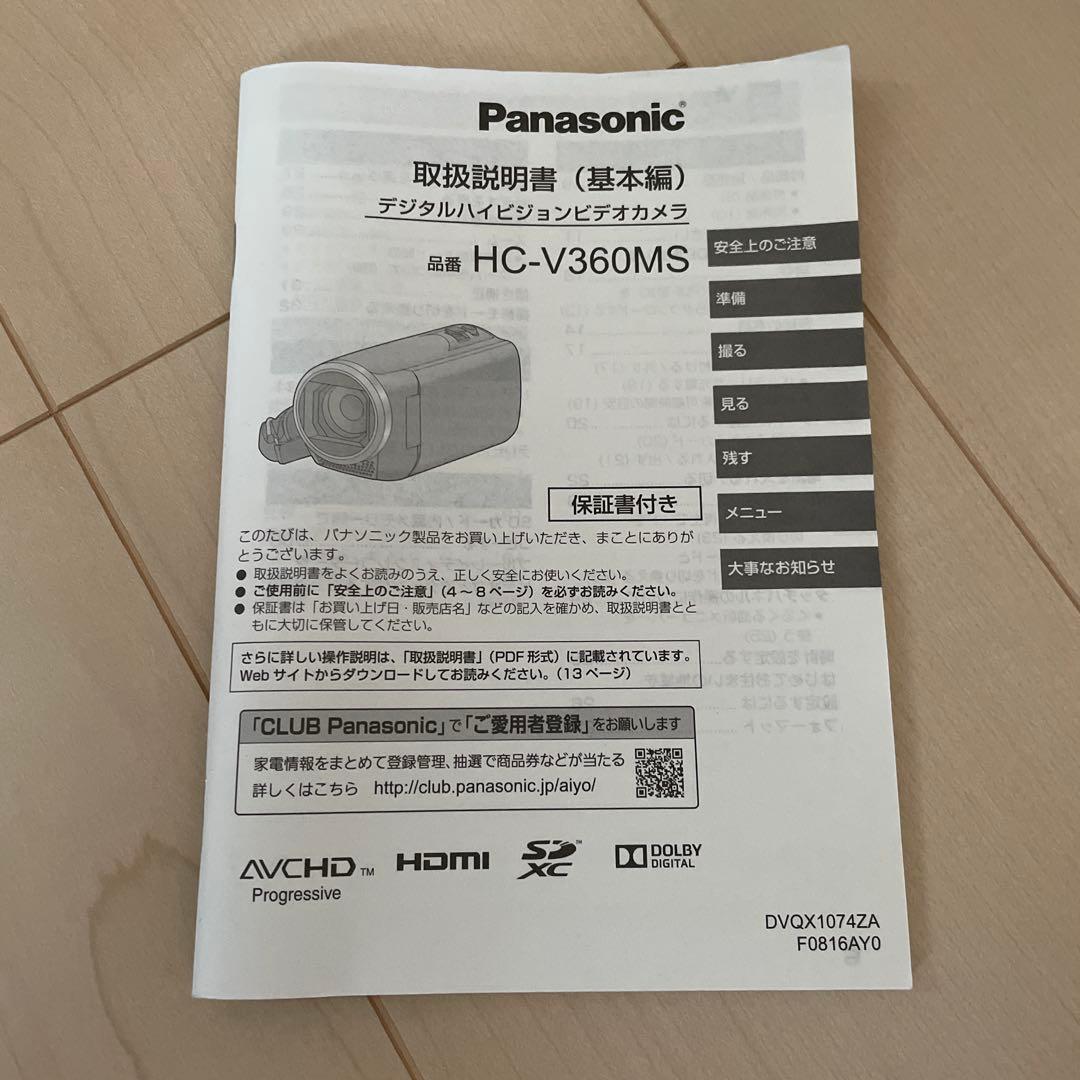 Panasonic®
取扱説明書（基本編）
デジタルハイビジョンビデオカメラ
品番 HC-V360MS
安全上のご注意
準備
撮る
見る
残す
メニュー
大事なお知らせ
保証書付き
このたびは、パナソニック製品をお買い上げいただき、まことにありが
とうございます。
● 取扱説明書をよくお読みのうえ、正しく安全にお使いください。
● ご使用前に「安全上のご注意」（4～8ページ）を必ずお読みください。
● 保証書は「お買い上げ日・販売店名」などの記入を確かめ、取扱説明書とと
もに大切に保管してください。
さらに詳しい操作説明は、「取扱説明書」（PDF形式）に記載されています。
Webサイトからダウンロードしてお読みください。（13ページ）
「CLUB Panasonic」で「ご愛用者登録」をお願いします
家電情報をまとめて登録管理、抽選で商品券などが当たる
詳しくはこちら http://club.panasonic.jp/aiyo/
AVCHD™
Progressive
HDMI
SD™
XC
DOLBY
DIGITAL
DVQX1074ZA
F0816AY0